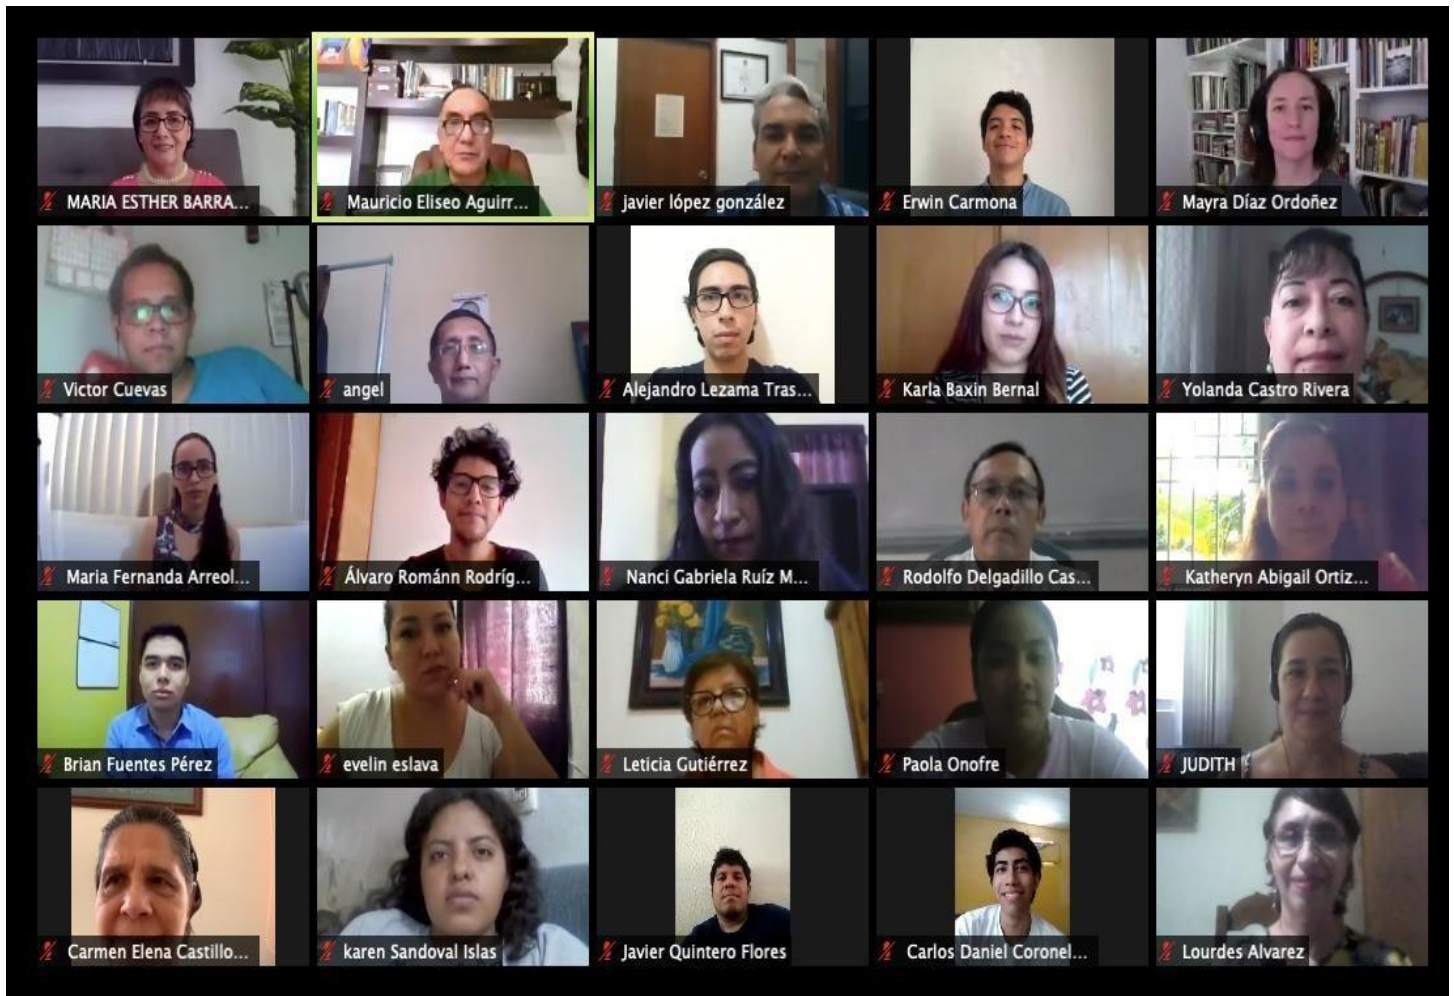 MARIA ESTHER BARRA...
Mauricio Eliseo Aguirr...
javier lópez gonzález
Erwin Carmona
Mayra Díaz Ordoñez
Victor Cuevas
angel
Alejandro Lezama Tras...
Karla Baxin Bernal
Yolanda Castro Rivera
Maria Fernanda Arreol...
Álvaro Románn Rodríg...
Nanci Gabriela Ruíz M...
Rodolfo Delgadillo Cas...
Katheryn Abigail Ortiz...
Brian Fuentes Pérez
evelin eslava
Leticia Gutiérrez
Paola Onofre
JUDITH
Carmen Elena Castillo...
karen Sandoval Islas
Javier Quintero Flores
Carlos Daniel Coronel...
Lourdes Alvarez